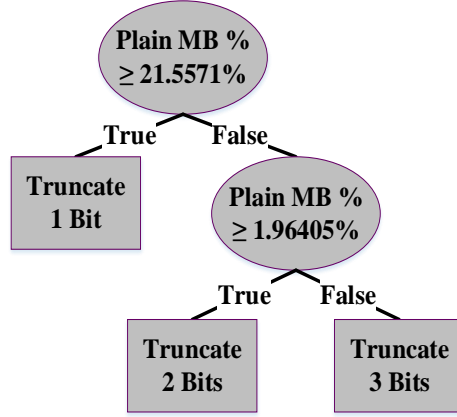 Plain MB %
≥ 21.5571%
True
False
Truncate
1 Bit
Plain MB %
≥ 1.96405%
True
False
Truncate
2 Bits
Truncate
3 Bits